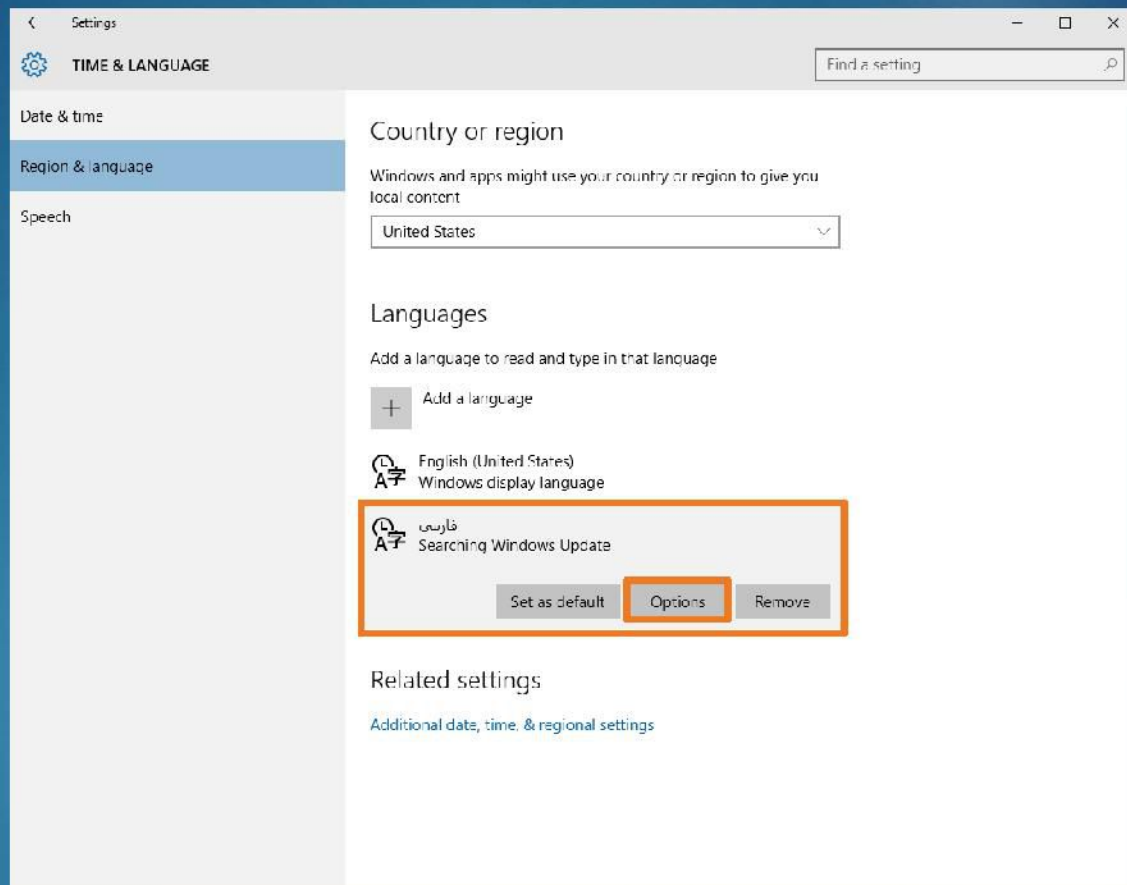 Settings
TIME & LANGUAGE
Find a setting
Date & time
Region & language
Speech
Country or region
Windows and apps might use your country or region to give you
local content
United States
Languages
Add a language to read and type in that language
Add a language
English (United States)
Windows display language
فارسی
Searching Windows Update
Set as default
Options
Remove
Related settings
Additional date, time, & regional settings